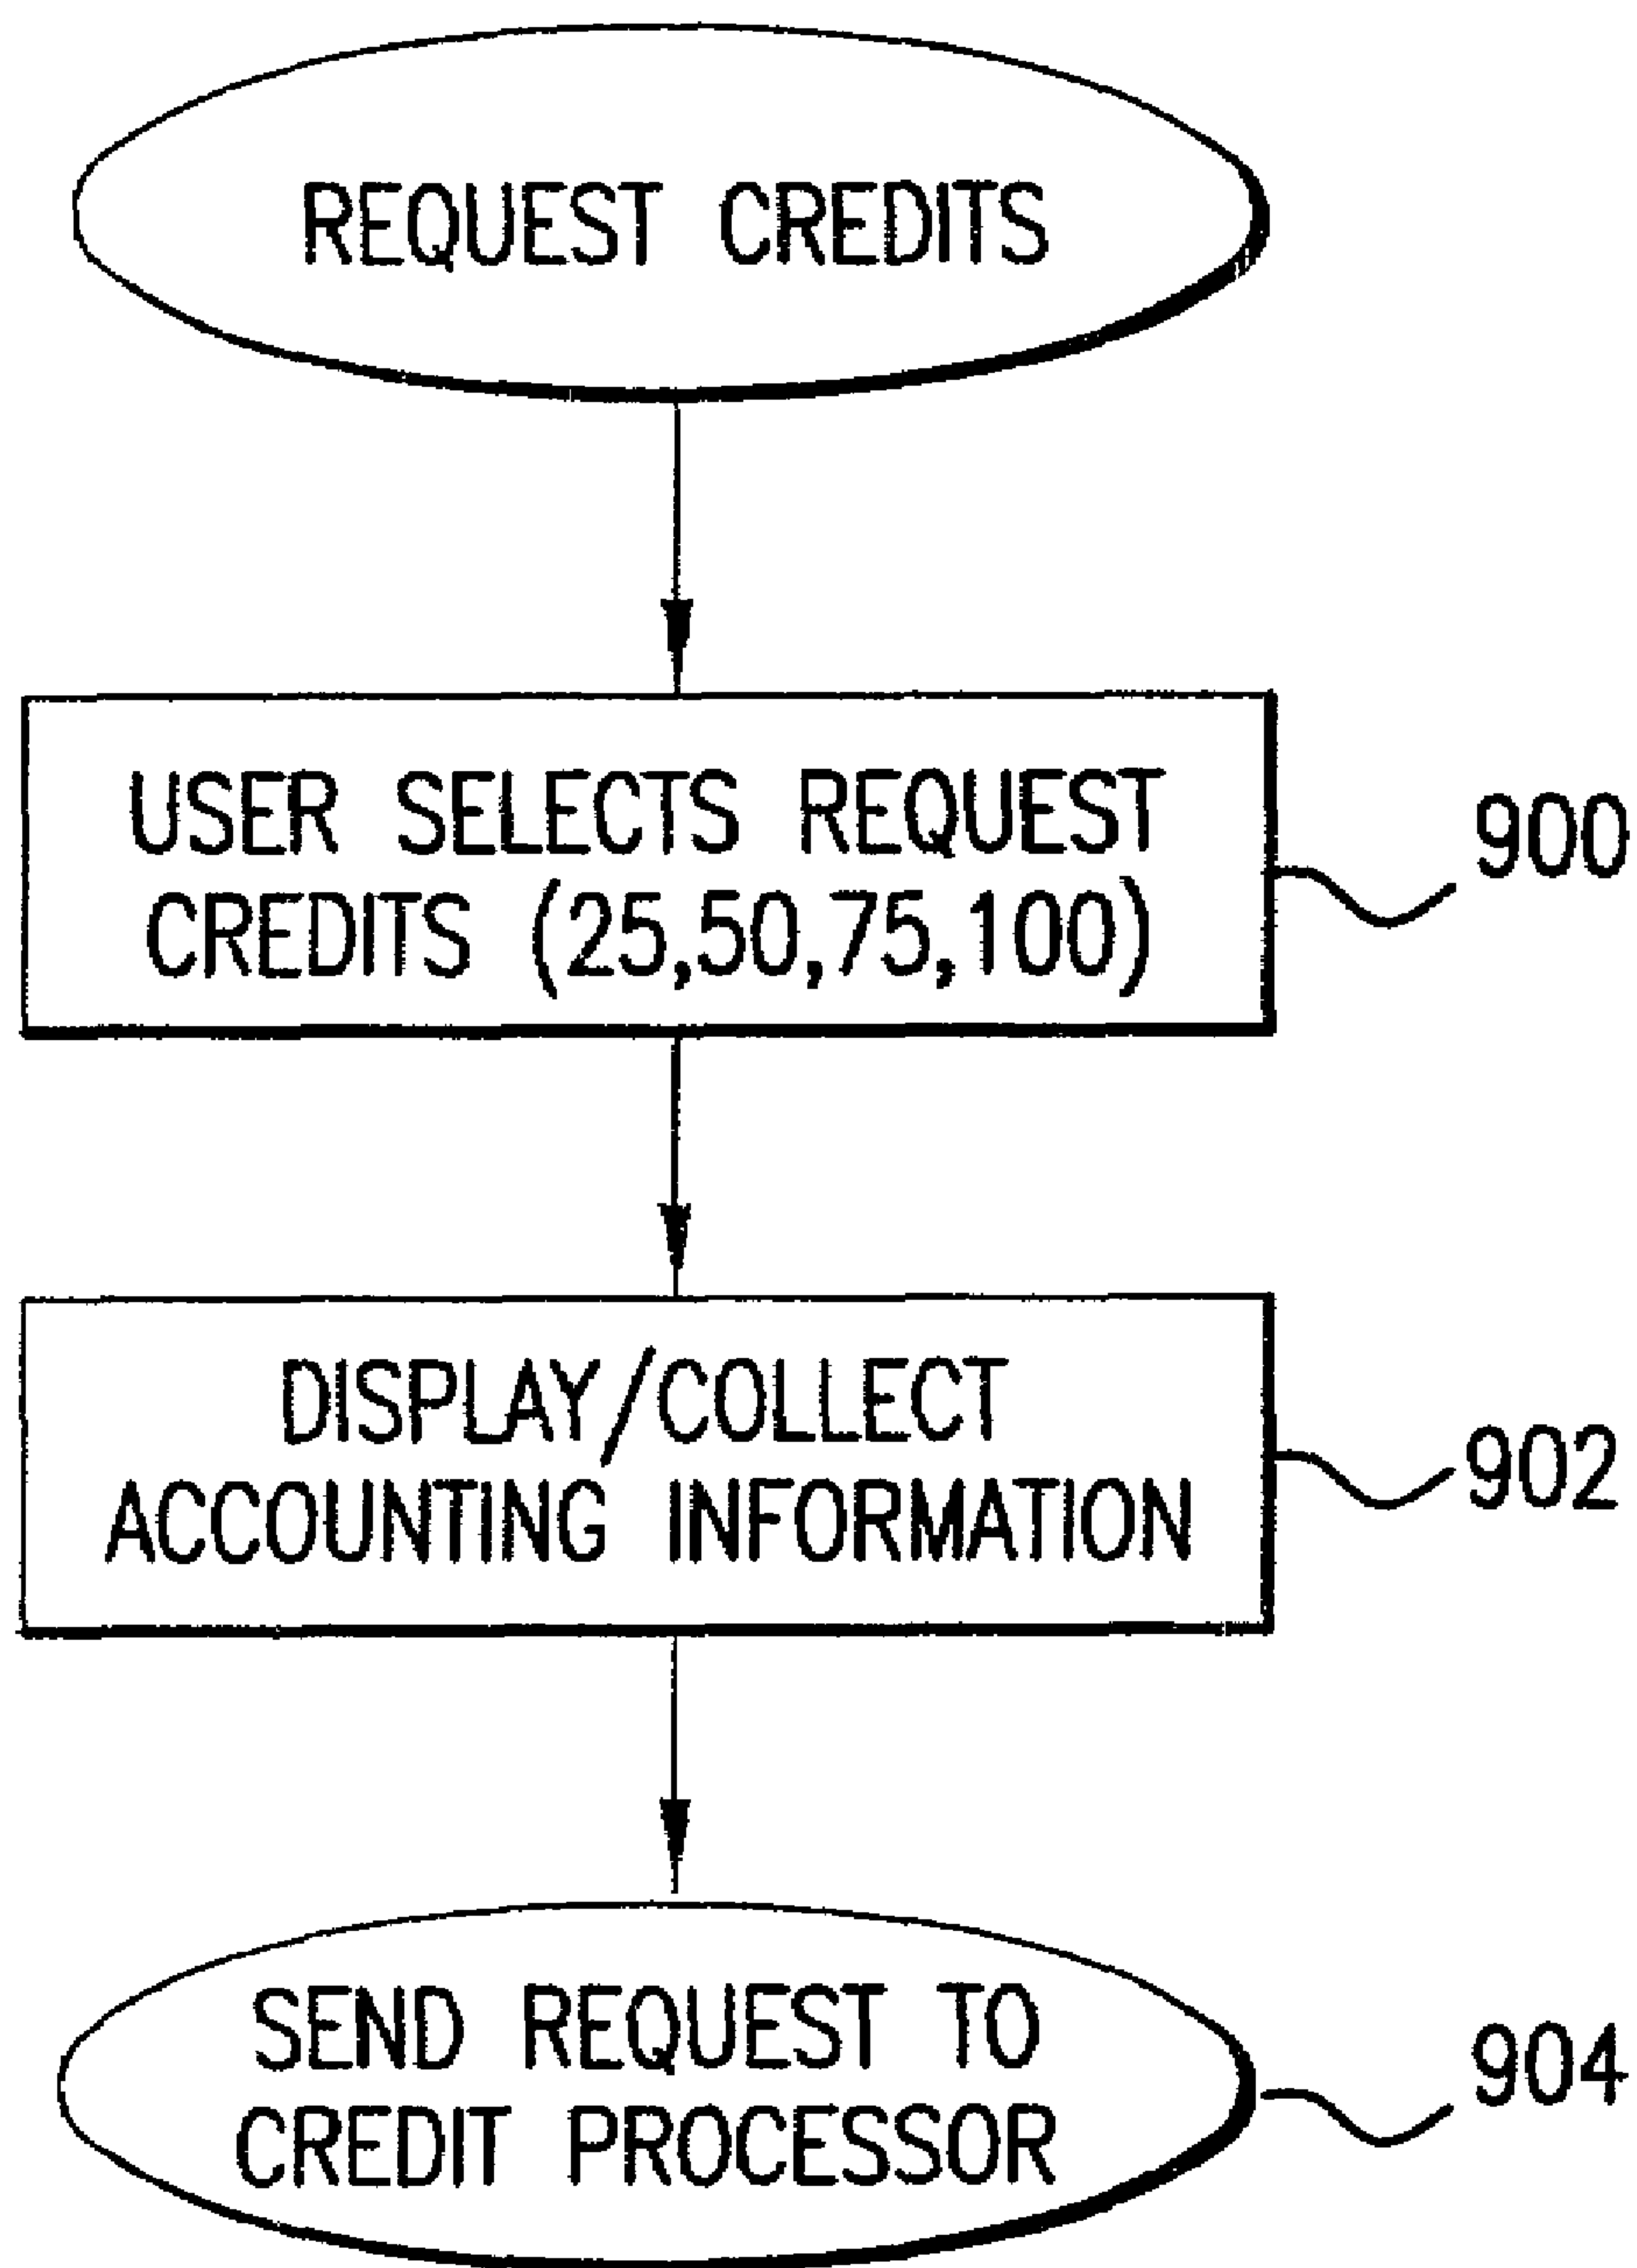 REQUEST CREDITS
USER SELECTS REQUEST
CREDITS (25,50,75,100)
900
DISPLAY/COLLECT
ACCOUNTING INFORMATION
902
SEND REQUEST TO
CREDIT PROCESSOR
904